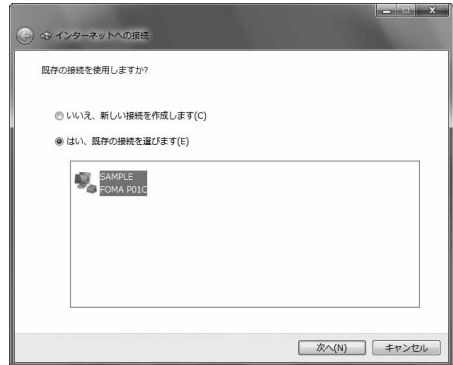 インターネットへの接続
既存の接続を使用しますか?
いいえ、新しい接続を作成します(C)
はい、既存の接続を選びます(E)
SAMPLE
FOMA P01C
次へ(N)
キャンセル